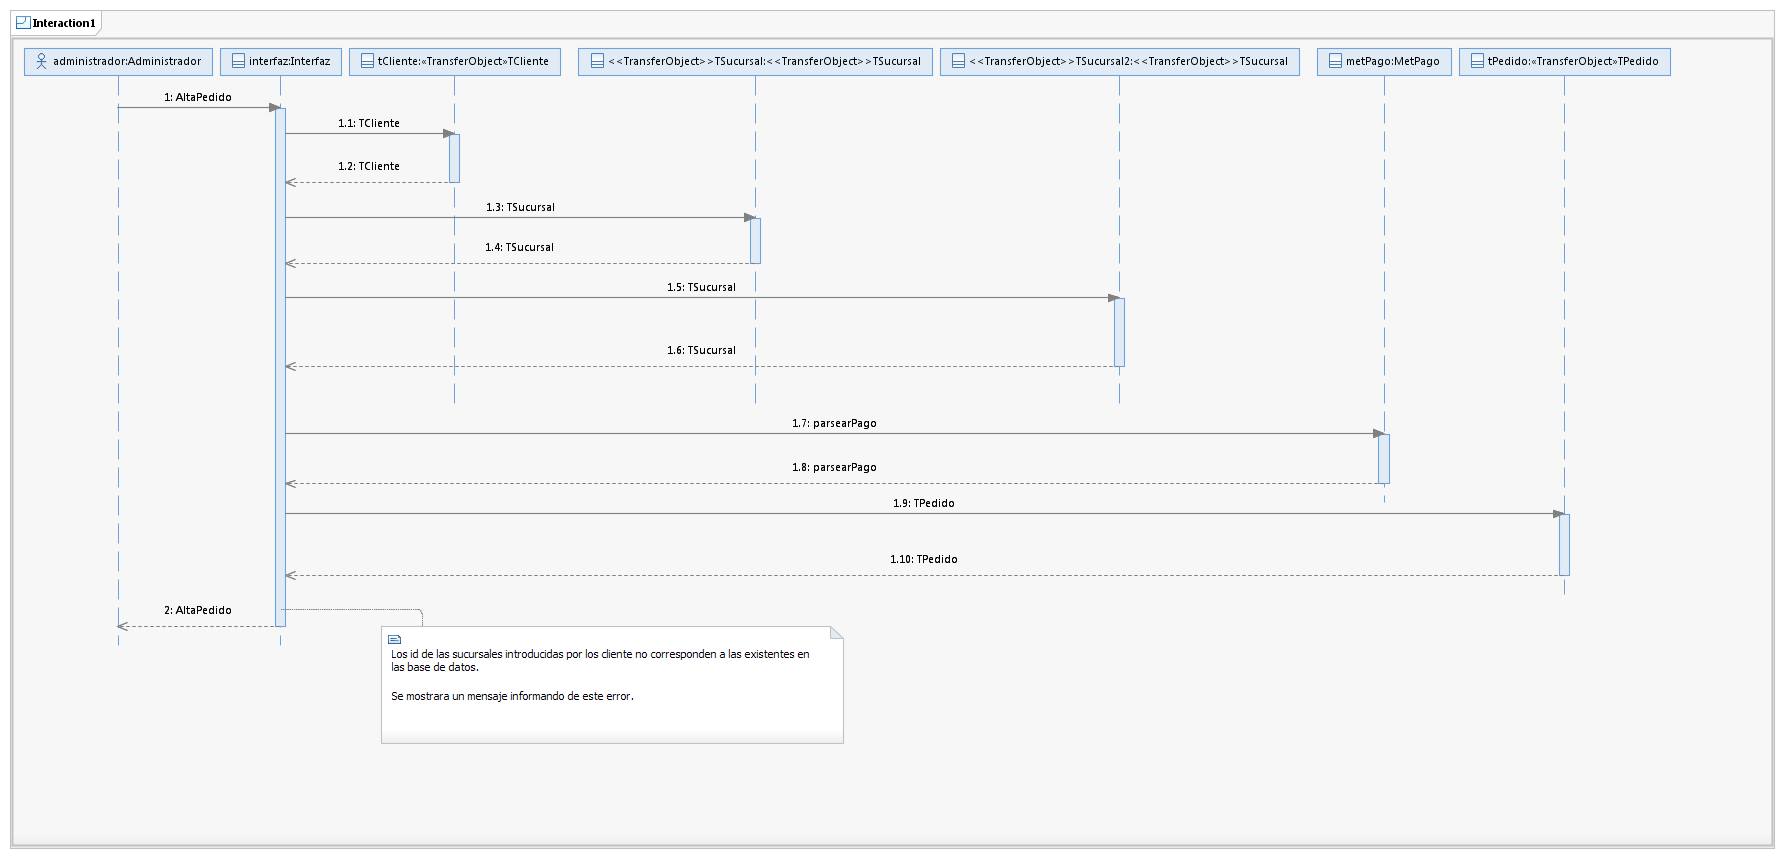 Interaction1
administrador:Administrador
interfaz:Interfaz
tCliente:«TransferObject»TCliente
<<TransferObject>>TSucursal:<<TransferObject>>TSucursal
<<TransferObject>>TSucursal2:<<TransferObject>>TSucursal
metPago:MetPago
tPedido:«TransferObject»TPedido
1: AltaPedido
1.1: TCliente
1.2: TCliente
1.3: TSucursal
1.4: TSucursal
1.5: TSucursal
1.6: TSucursal
1.7: parsearPago
1.8: parsearPago
1.9: TPedido
1.10: TPedido
2: AltaPedido
Los id de las sucursales introducidas por los cliente no corresponden a las existentes en
las base de datos.
Se mostrara un mensaje informando de este error.